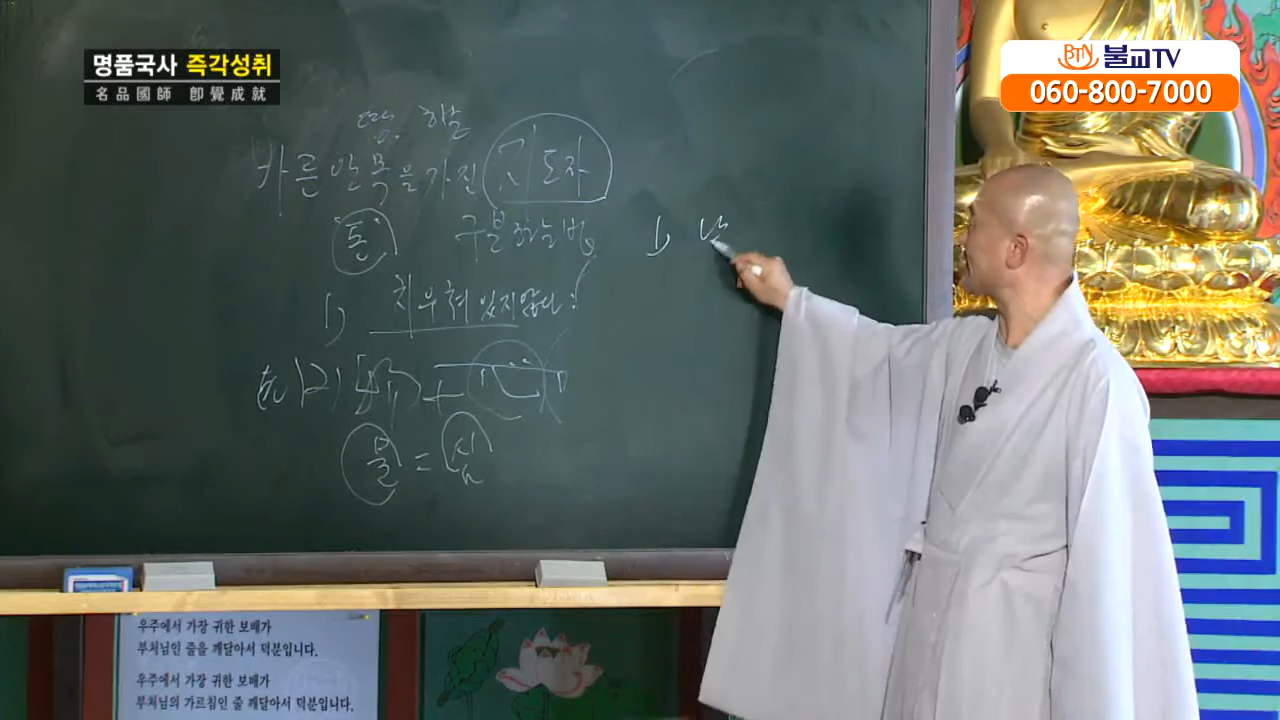 명품국사 즉각성취
名品國師 卽覺成就
BTN 불교TV
060-800-7000
할
바른 안목을 가진 지도자
돈 구분하는 법 1)
1) 치우쳐 있지 않다!
불 = 심
우주에서 가장 귀한 보배가
부처님인 줄을 깨달아서 덕분입니다.
우주에서 가장 귀한 보배가
부처님의 가르침인 줄 깨달아서 덕분입니다.